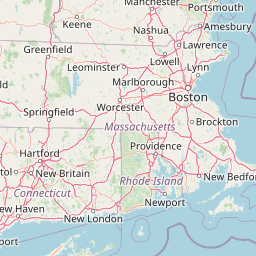 Manchester
Portsmouth
Keene
Nashua
Amesbury
Greenfield
Lawrence
Lowell
Leominster
Lynn
Marlborough
Worcester
Boston
Springfield
Massachusetts
Brockton
Hartford
Providence
New Britain
New Bedfor
Connecticut
Rhode Island
New Haven
New London
Newport
port